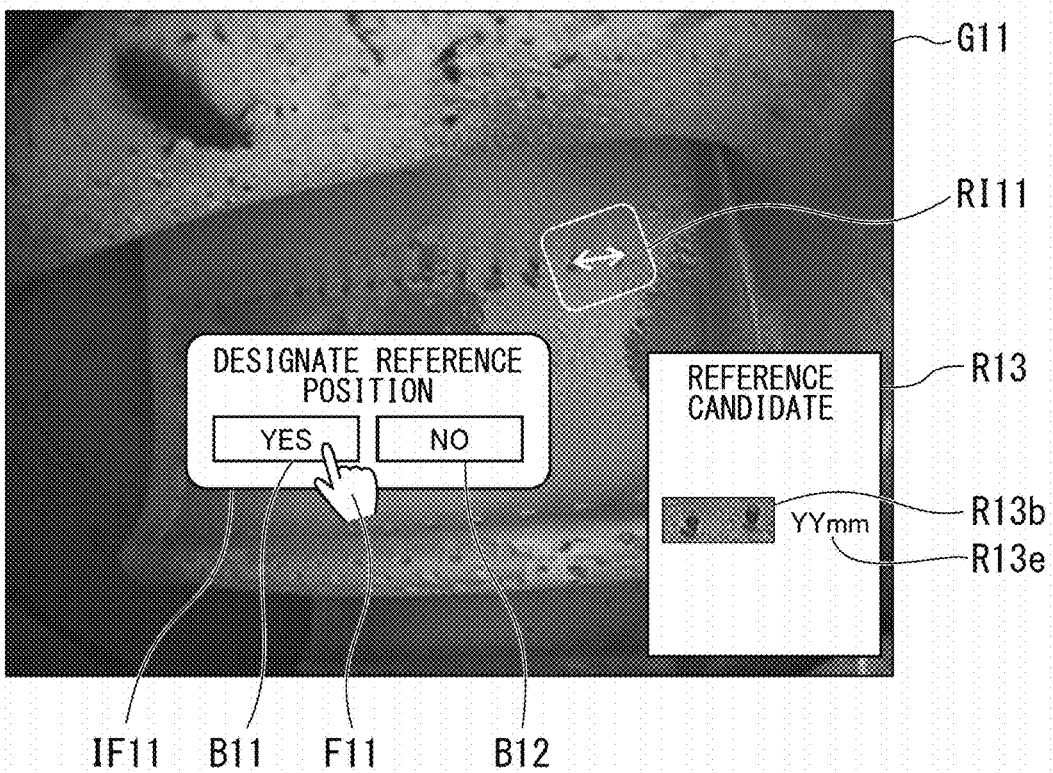 G11
RI11
DESIGNATE REFERENCE
POSITION
YES
NO
REFERENCE
CANDIDATE
R13
YYmm
R13b
R13e
IF11
B11
F11
B12